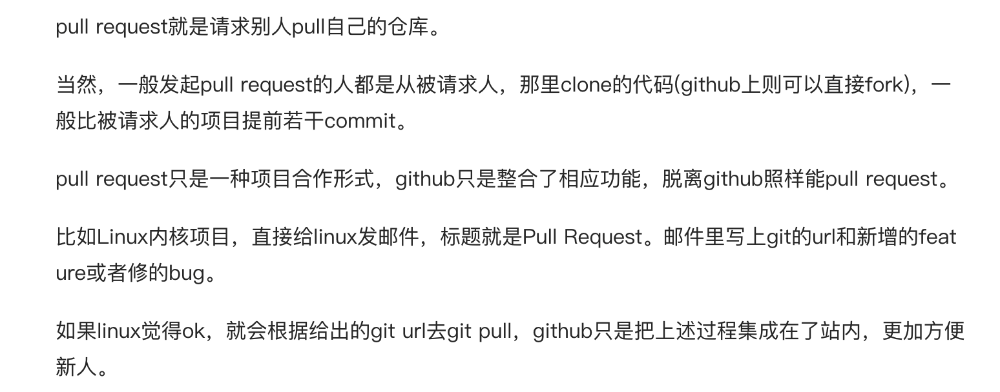 pull request就是请求别人pull自己的仓库。
当然，一般发起pull request的人都是从被请求人，那里clone的代码(github上则可以直接fork)，一
般比被请求人的项目提前若干commit。
pull request只是一种项目合作形式，github只是整合了相应功能，脱离github照样能pull request。
比如Linux内核项目，直接给linux发邮件，标题就是Pull Request。邮件里写上git的url和新增的feat
ure或者修的bug。
如果linux觉得ok，就会根据给出的git url去git pull，github只是把上述过程集成在了站内，更加方便
新人。